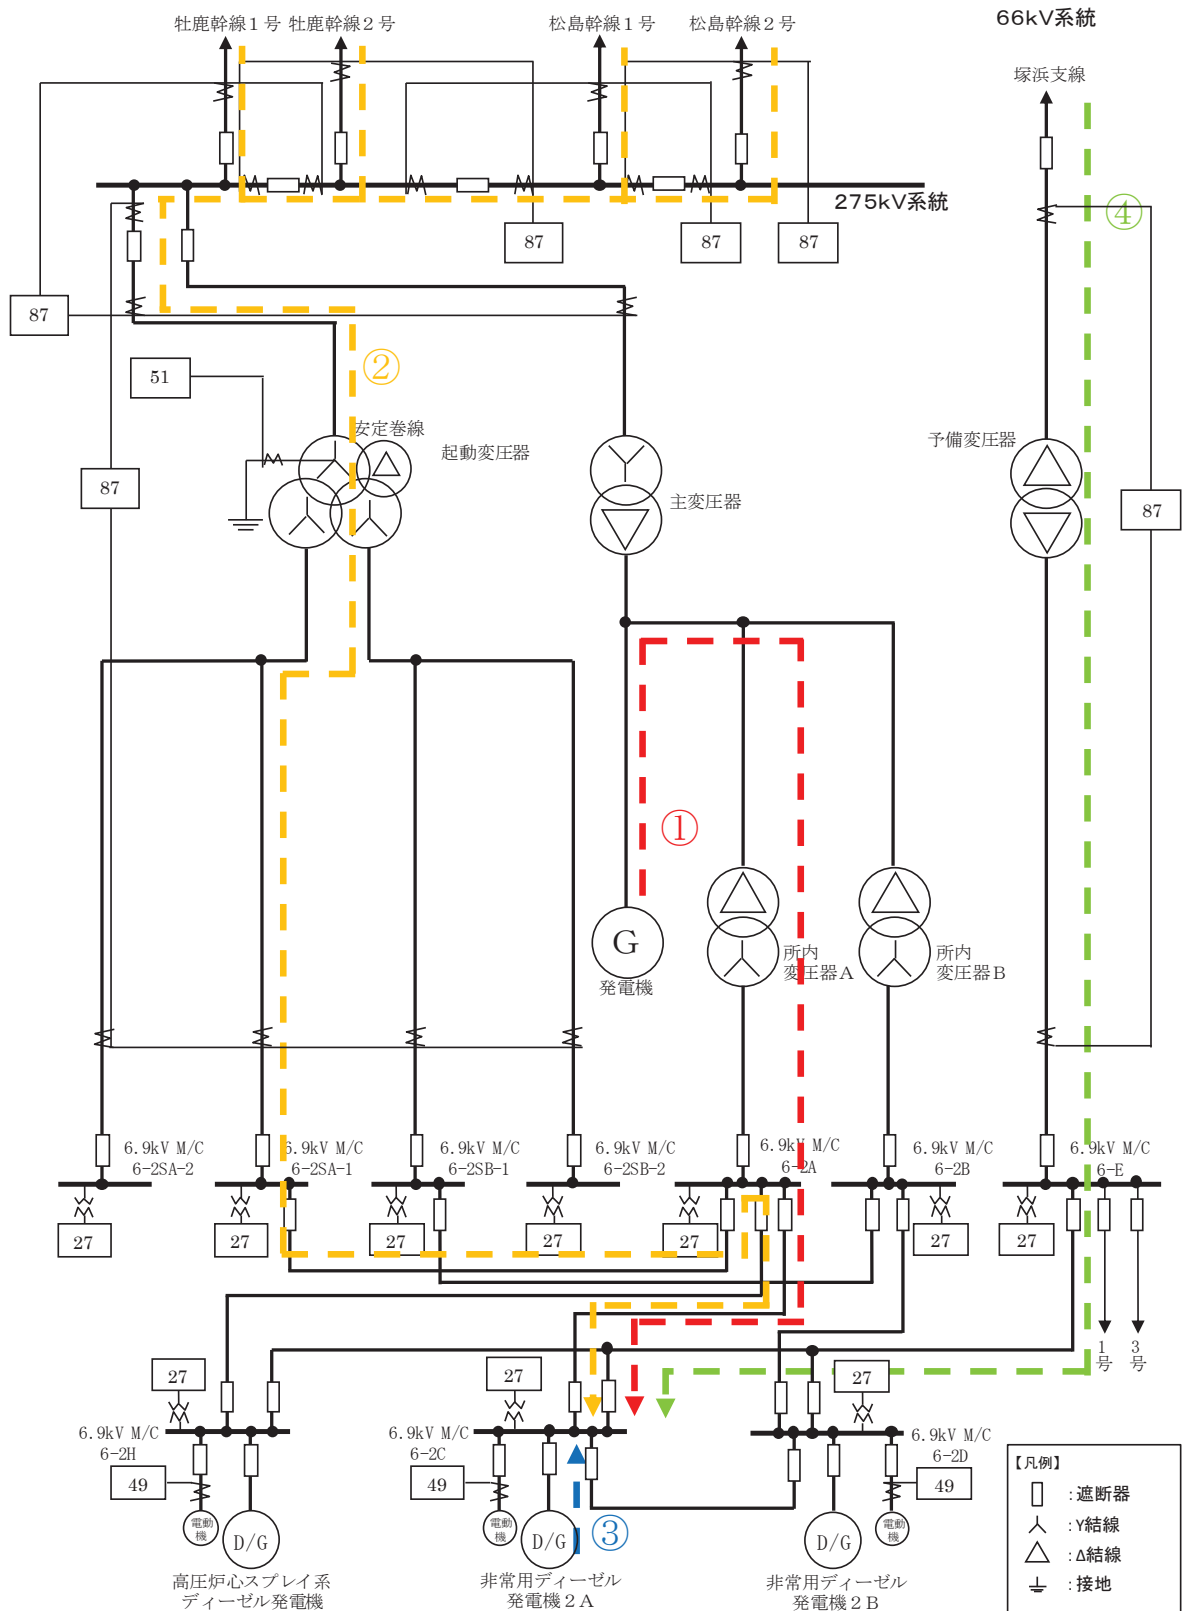 66kV系統
牡鹿幹線1号
牡鹿幹線2号
松島幹線1号
松島幹線2号
塚浜支線
275kV系統
④
87
87
87
87
②
51
安定巻線
起動変圧器
予備変圧器
87
主変圧器
87
①
G
発電機
所内
変圧器A
所内
変圧器B
6.9kV M/C
6-2SA-2
6.9kV M/C
6-2SA-1
6.9kV M/C
6-2SB-1
6.9kV M/C
6-2SB-2
6.9kV M/C
6-2A
6.9kV M/C
6-2B
6.9kV M/C
6-E
27
27
27
27
27
27
27
1号
3号
27
27
27
6.9kV M/C
6-2H
6.9kV M/C
6-2C
6.9kV M/C
6-2D
49
49
49
電動機
D/G
電動機
D/G
③
D/G
電動機
高圧炉心スプレイ系
ディーゼル発電機
非常用ディーゼル
発電機2A
非常用ディーゼル
発電機2B
【凡例】
:遮断器
:Y結線
:Δ結線
:接地